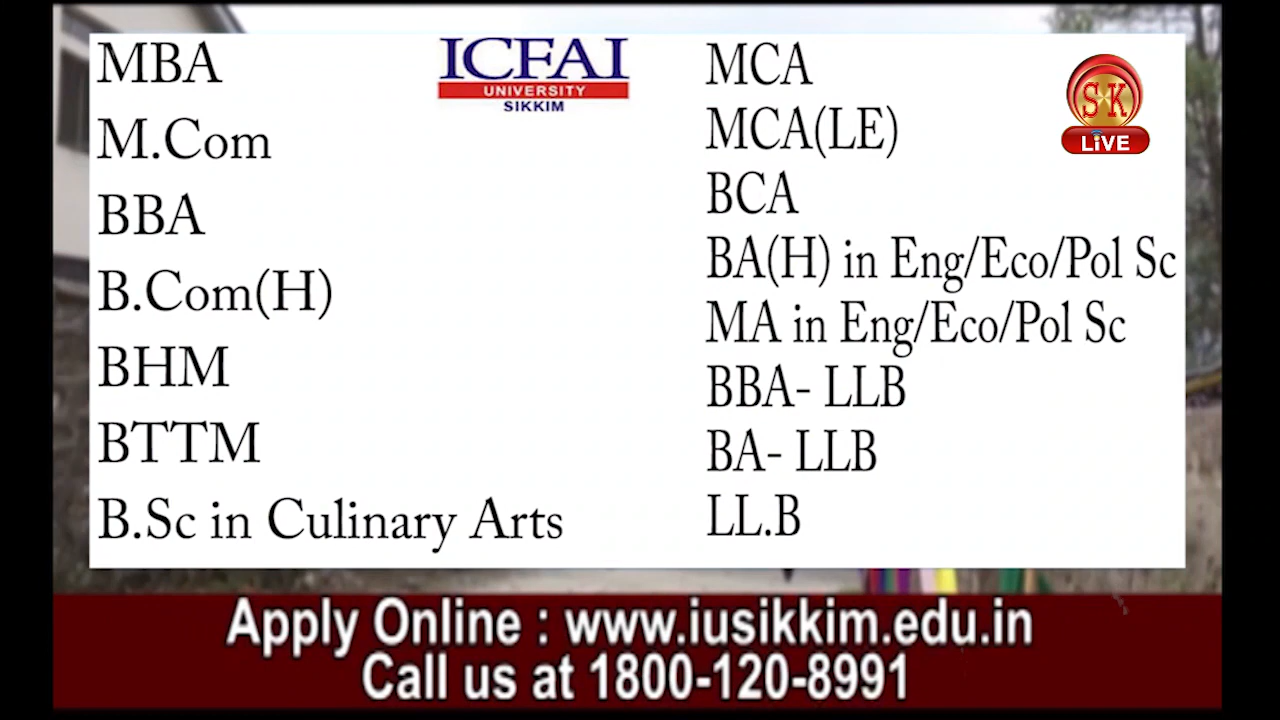 MBA
M.Com
BBA
B.Com(H)
BHM
BTTM
B.Sc in Culinary Arts
ICFAI
UNIVERSITY
SIKKIM
MCA
MCA(LE)
BCA
BA(H) in Eng/Eco/Pol Sc
MA in Eng/Eco/Pol Sc
BBA- LLB
BA- LLB
LL.B
SK
LiVE
Apply Online : www.iusikkim.edu.in
Call us at 1800-120-8991